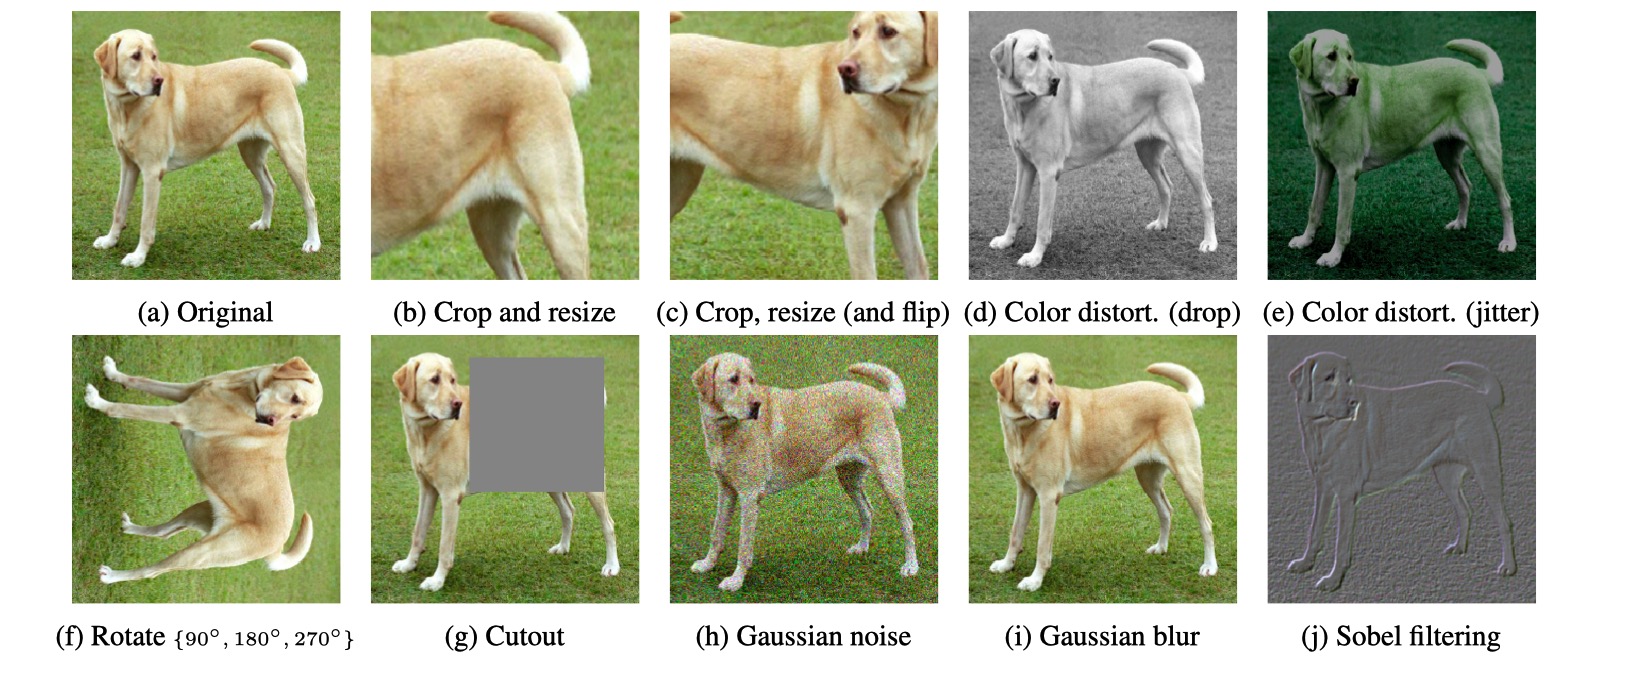 (a) Original
(b) Crop and resize
(c) Crop, resize (and flip)
(d) Color distort. (drop)
(e) Color distort. (jitter)
(f) Rotate {90°, 180°, 270°}
(g) Cutout
(h) Gaussian noise
(i) Gaussian blur
(j) Sobel filtering